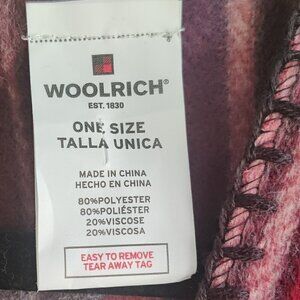 WOOLRICH®
EST. 1830
ONE SIZE
TALLA UNICA
MADE IN CHINA
HECHO EN CHINA
80%POLYESTER
80%POLIÉSTER
20%VISCOSE
20%VISCOSA
EASY TO REMOVE
TEAR AWAY TAG